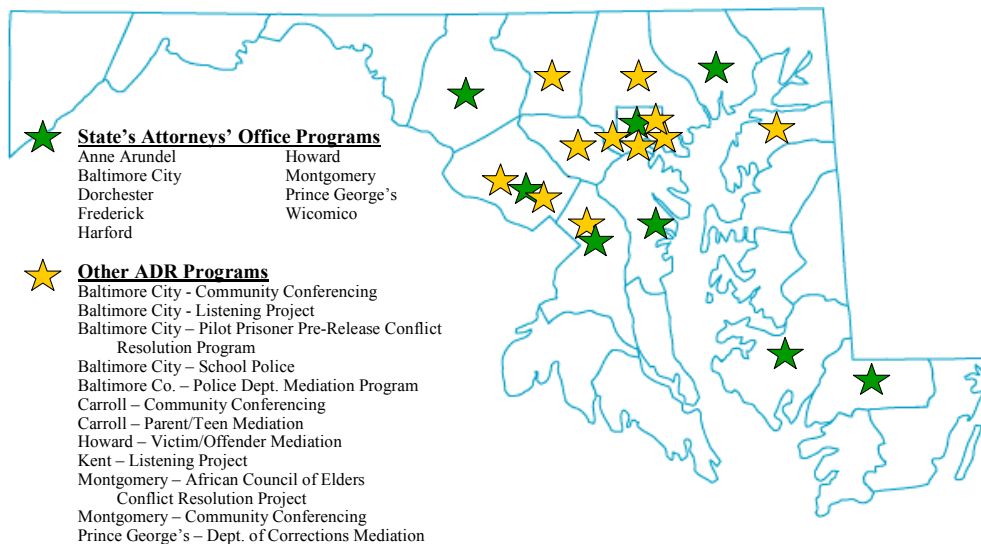 State's Attorneys' Office Programs
Anne Arundel Howard
Baltimore City Montgomery
Dorchester Prince George's
Frederick Wicomico
Harford
Other ADR Programs
Baltimore City - Community Conferencing
Baltimore City - Listening Project
Baltimore City – Pilot Prisoner Pre-Release Conflict
Resolution Program
Baltimore City – School Police
Baltimore Co. – Police Dept. Mediation Program
Carroll – Community Conferencing
Carroll – Parent/Teen Mediation
Howard – Victim/Offender Mediation
Kent – Listening Project
Montgomery – African Council of Elders
Conflict Resolution Project
Montgomery – Community Conferencing
Prince George's – Dept. of Corrections Mediation